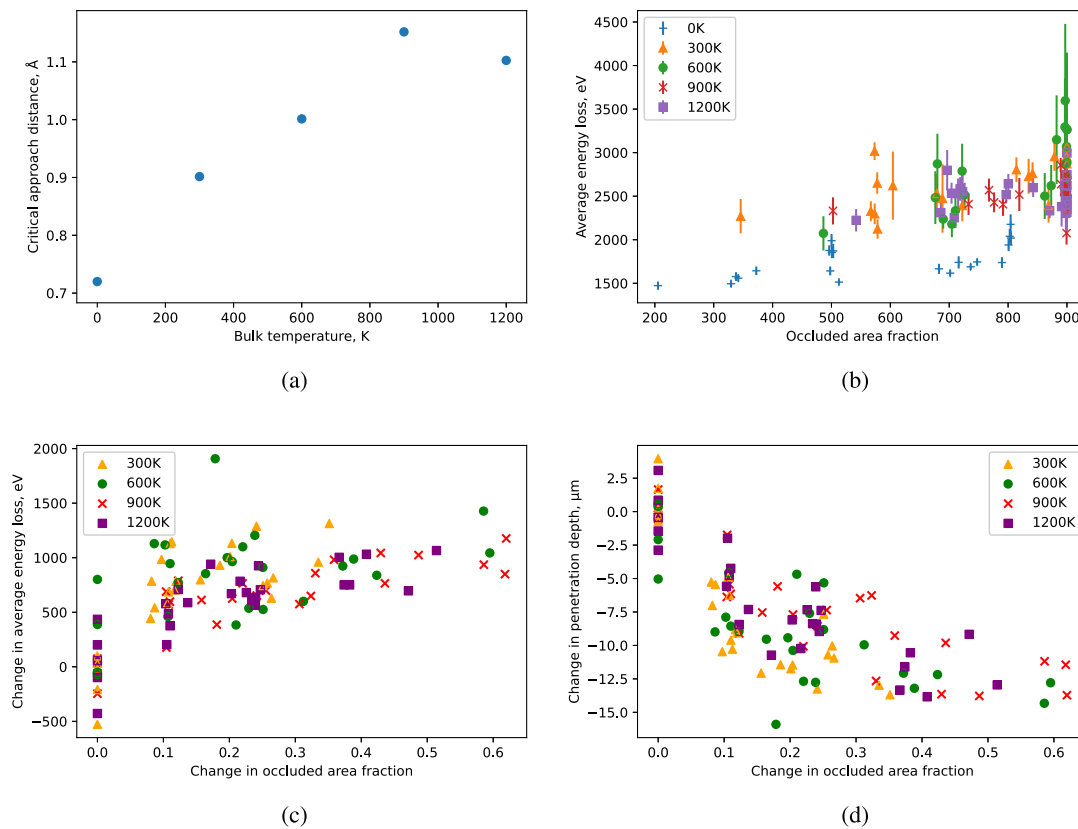 1.1
1.0
0.9
0.8
0.7
Critical approach distance, Å
0 200 400 600 800 1000 1200
Bulk temperature, K
(a)
4500
4000
3500
3000
2500
2000
1500
Average energy loss, eV
0K
300K
600K
900K
1200K
200 300 400 500 600 700 800 900
Occluded area fraction
(b)
2000
1500
1000
500
0
−500
Change in average energy loss, eV
300K
600K
900K
1200K
0.0 0.1 0.2 0.3 0.4 0.5 0.6
Change in occluded area fraction
(c)
2.5
0.0
−2.5
−5.0
−7.5
−10.0
−12.5
−15.0
Change in penetration depth, μm
300K
600K
900K
1200K
0.0 0.1 0.2 0.3 0.4 0.5 0.6
Change in occluded area fraction
(d)